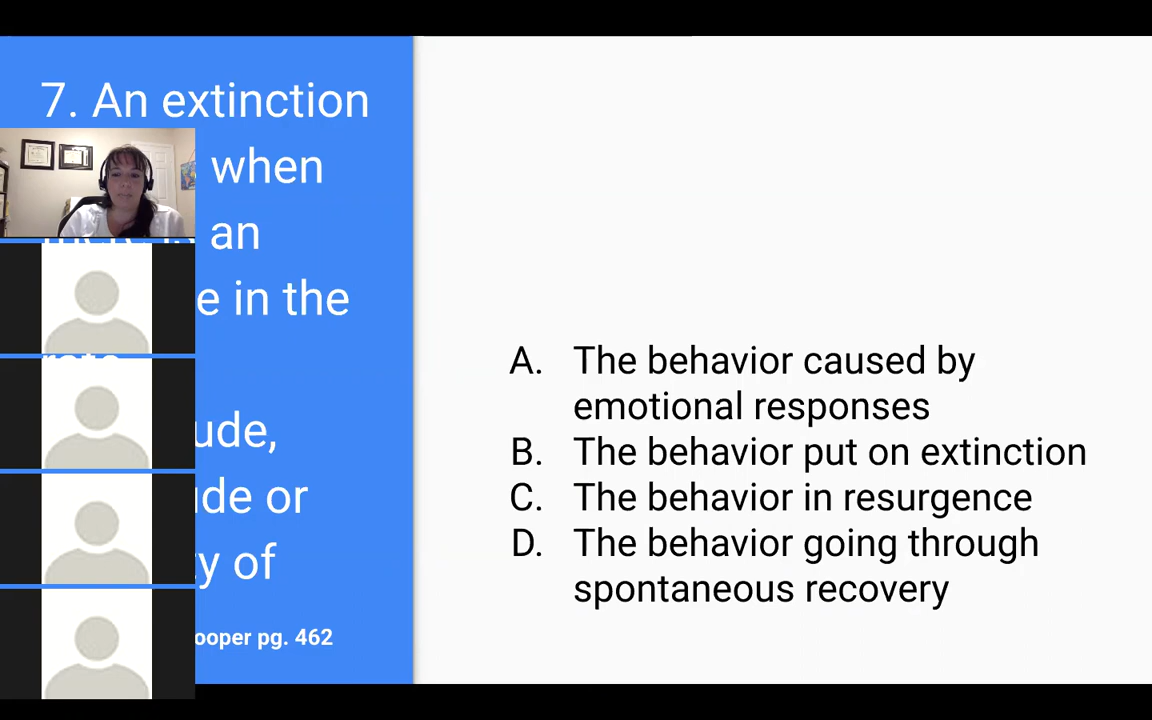 7. An extinction
when
an
e in the
ude,
ude or
ty of
ooper pg. 462
A. The behavior caused by
emotional responses
B. The behavior put on extinction
C. The behavior in resurgence
D. The behavior going through
spontaneous recovery